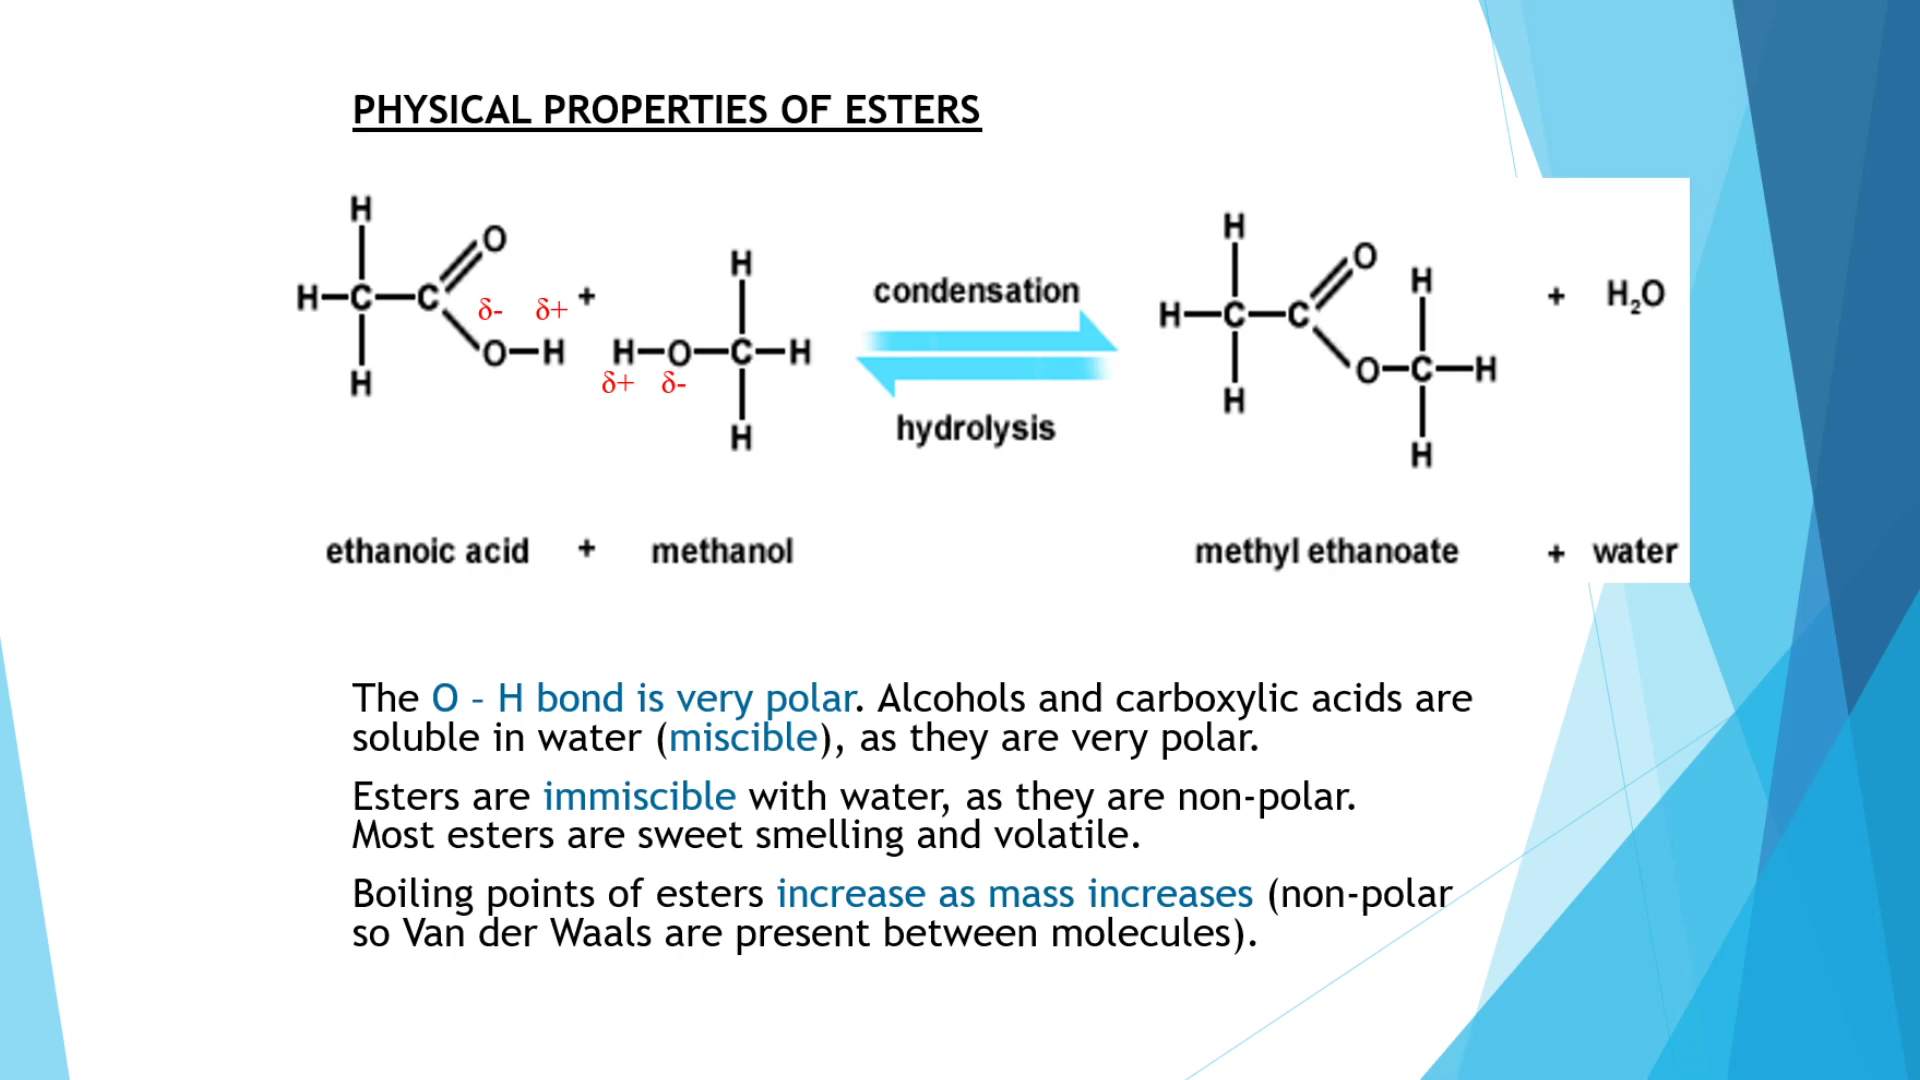 PHYSICAL PROPERTIES OF ESTERS
H
H
H
O
H
O
H
H–C–C
δ-
δ+
+
condensation
H–C–C
H
+
H₂O
O–H
H–O–C–H
O–C–H
H
δ+
δ-
H
H
hydrolysis
H
ethanoic acid + methanol
methyl ethanoate + water
The O – H bond is very polar. Alcohols and carboxylic acids are
soluble in water (miscible), as they are very polar.
Esters are immiscible with water, as they are non-polar.
Most esters are sweet smelling and volatile.
Boiling points of esters increase as mass increases (non-polar
so Van der Waals are present between molecules).